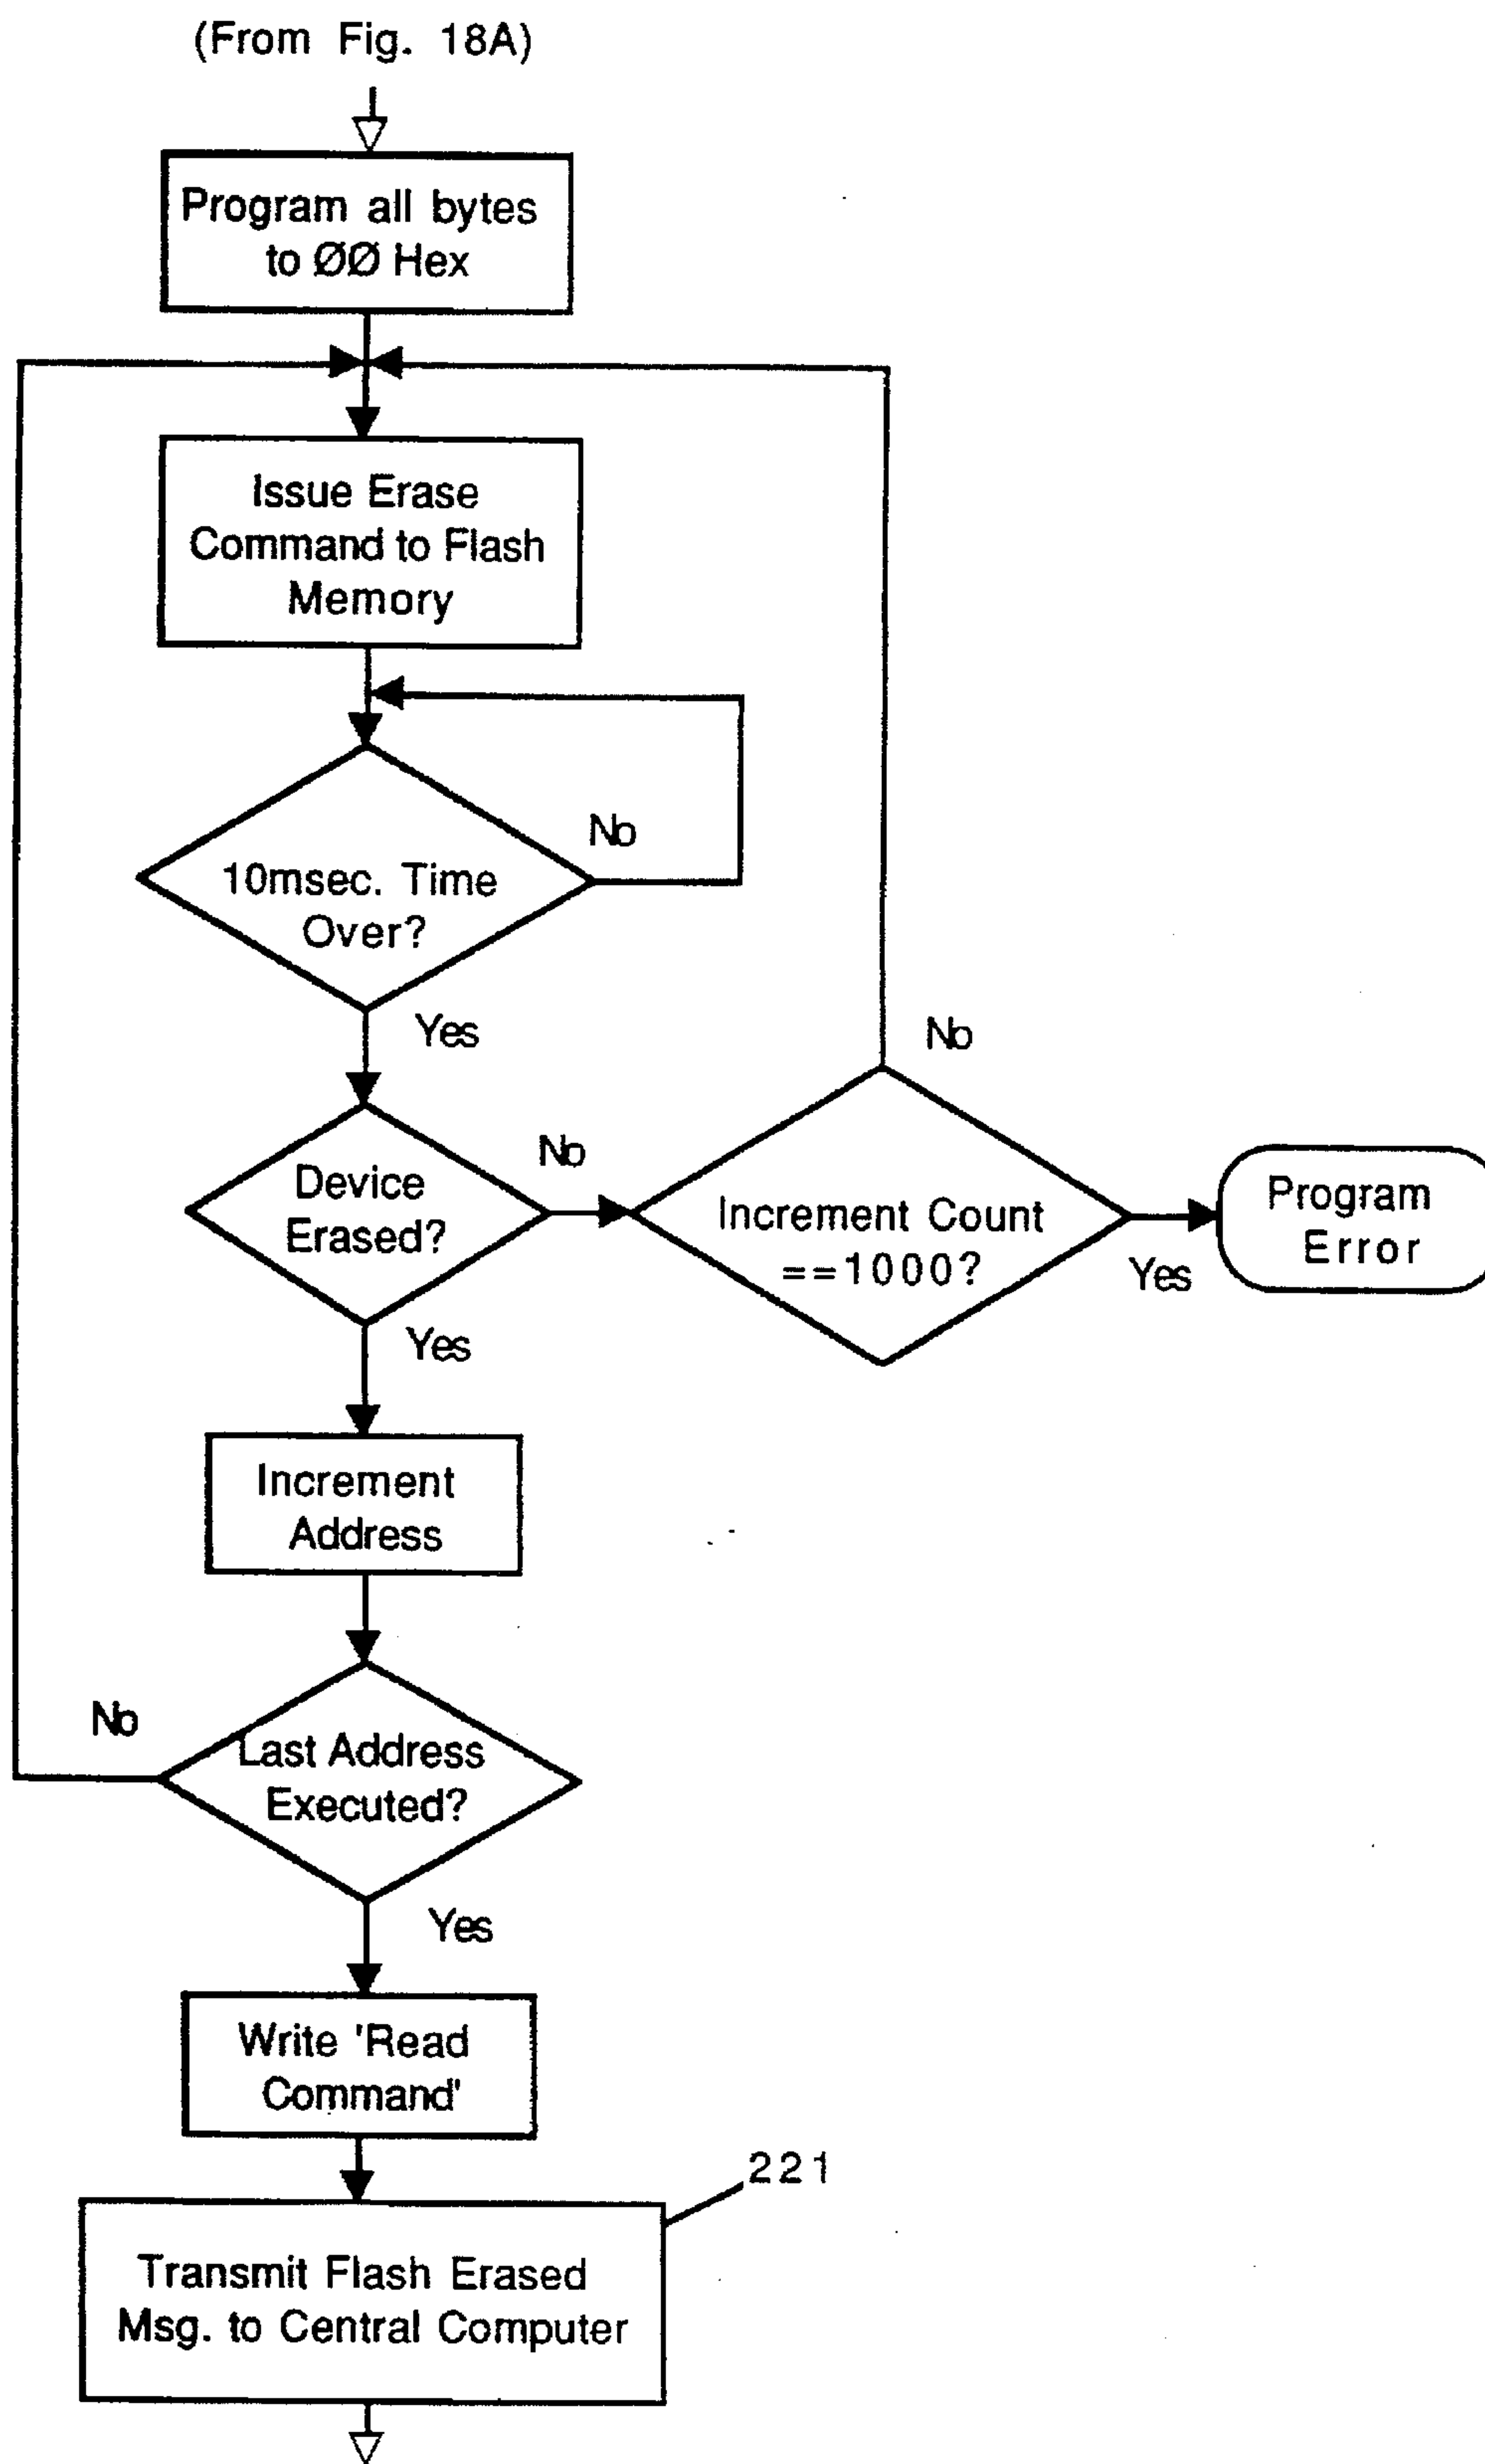 (From Fig. 18A)
Program all bytes
to ØØ Hex
Issue Erase
Command to Flash
Memory
No
10msec. Time
Over?
Yes
No
Device
Erased?
No
Increment Count
==1000?
Yes
Program
Error
Yes
Increment
Address
No
Last Address
Executed?
Yes
Write 'Read
Command'
221
Transmit Flash Erased
Msg. to Central Computer